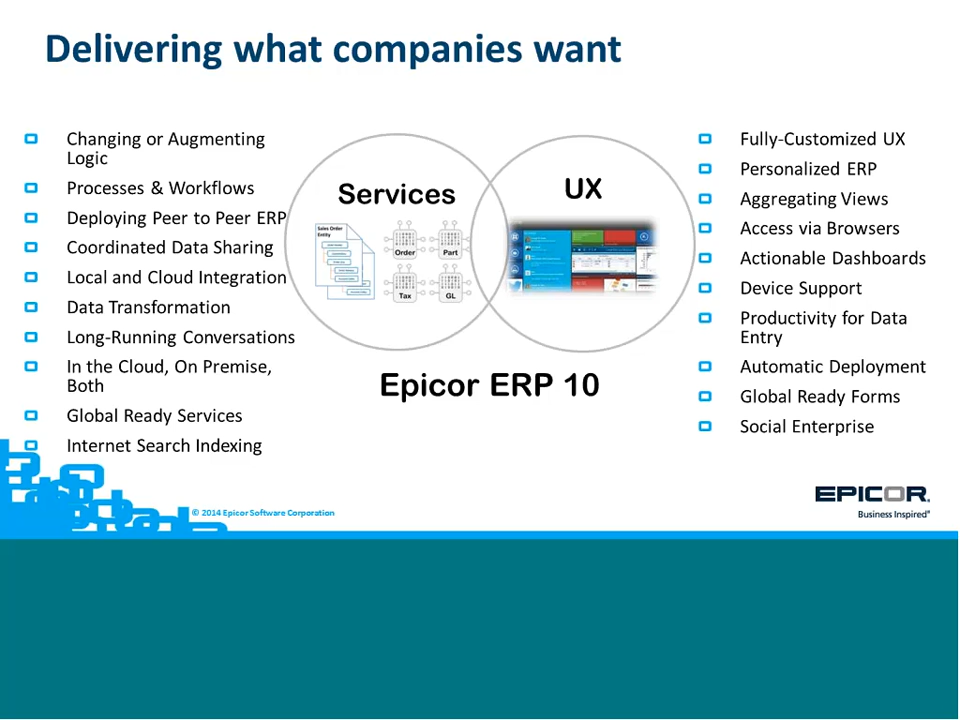 Delivering what companies want
Changing or Augmenting
Logic
Processes & Workflows
Deploying Peer to Peer ERP
Coordinated Data Sharing
Local and Cloud Integration
Data Transformation
Long-Running Conversations
In the Cloud, On Premise,
Both
Global Ready Services
Internet Search Indexing
Services
Sales Order
Entity
Order
Part
Tax
GL
UX
Epicor ERP 10
Fully-Customized UX
Personalized ERP
Aggregating Views
Access via Browsers
Actionable Dashboards
Device Support
Productivity for Data
Entry
Automatic Deployment
Global Ready Forms
Social Enterprise
© 2014 Epicor Software Corporation
EPICOR.
Business Inspired®